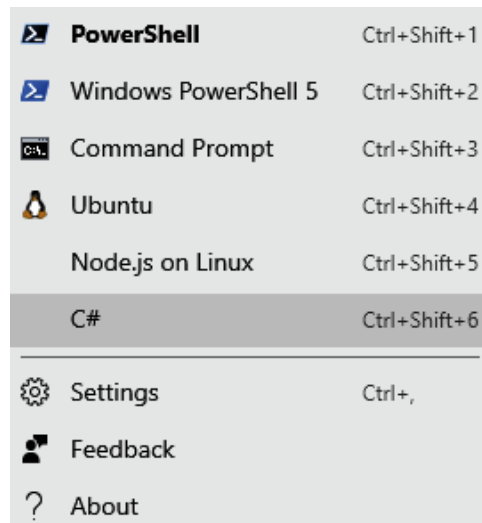 PowerShell Ctrl+Shift+1
Windows PowerShell 5 Ctrl+Shift+2
C:\. Command Prompt Ctrl+Shift+3
Ubuntu Ctrl+Shift+4
Node.js on Linux Ctrl+Shift+5
C# Ctrl+Shift+6
Settings Ctrl+,
Feedback
? About